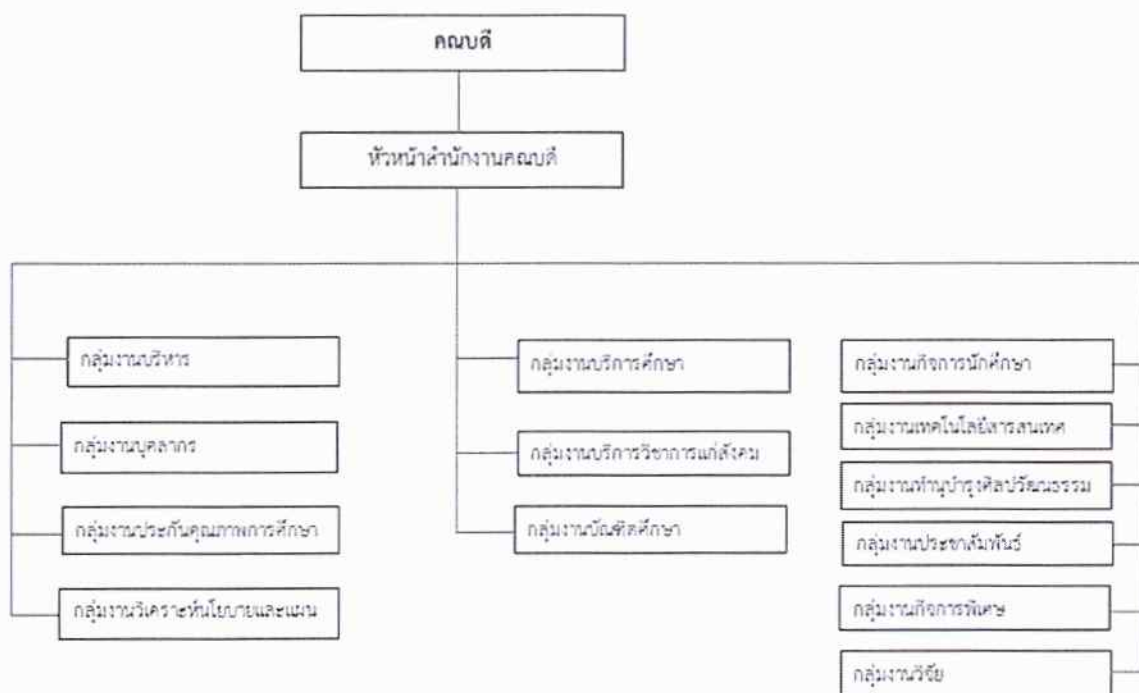 คณบดี
หัวหน้าสำนักงานคณบดี
กลุ่มงานบริหาร
กลุ่มงานบุคลากร
กลุ่มงานประกันคุณภาพการศึกษา
กลุ่มงานวิเคราะห์นโยบายและแผน
กลุ่มงานบริการศึกษา
กลุ่มงานบริการวิชาการแก่สังคม
กลุ่มงานบัณฑิตศึกษา
กลุ่มงานกิจการนักศึกษา
กลุ่มงานเทคโนโลยีสารสนเทศ
กลุ่มงานทำนุบำรุงศิลปวัฒนธรรม
กลุ่มงานประชาสัมพันธ์
กลุ่มงานกิจการพิเศษ
กลุ่มงานวิจัย